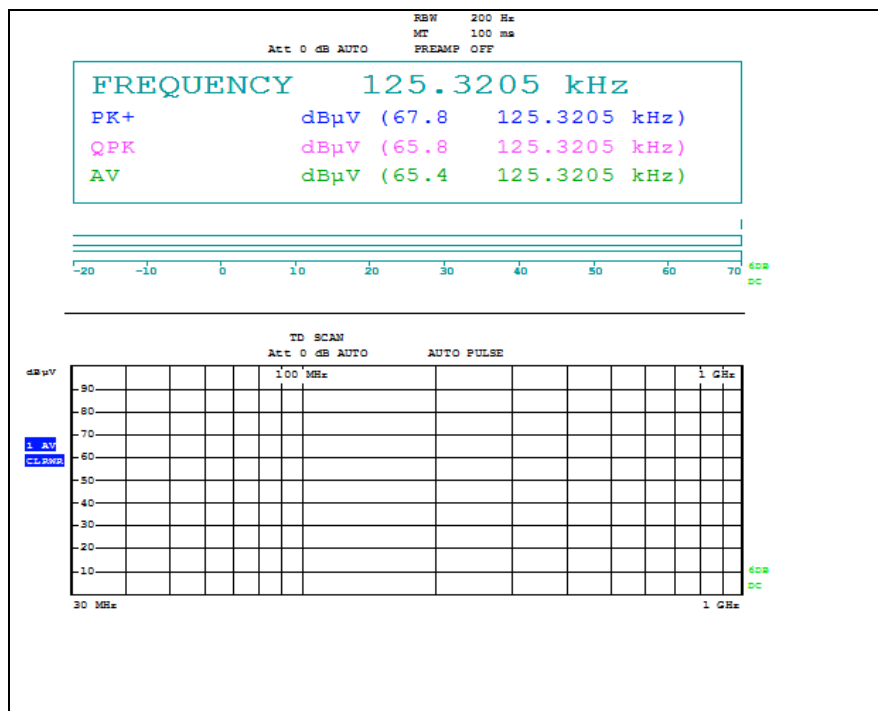 RBW 200 Hz
MT 100 ms
Att 0 dB AUTO PREAMP OFF
FREQUENCY 125.3205 kHz
PK+ dBµV (67.8 125.3205 kHz)
QPK dBµV (65.8 125.3205 kHz)
AV dBµV (65.4 125.3205 kHz)
-20 -10 0 10 20 30 40 50 60 70
6DB
DC
TD SCAN
Att 0 dB AUTO AUTO PULSE
dBµV
100 MHz 1 GHz
90
80
70
1 AV
60
CLRWR
50
40
30
20
10
6DB
DC
30 MHz 1 GHz